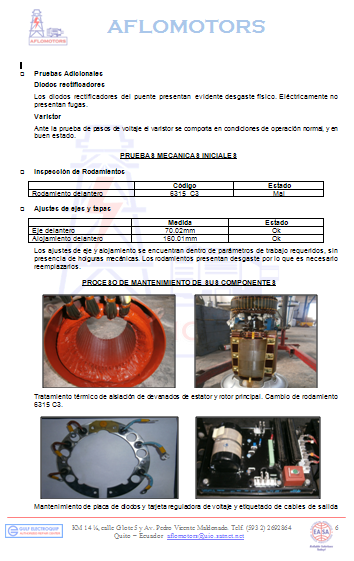 AFLOMOTORS
AFLOMOTORS
Pruebas Adicionales
Diodos rectificadores
Los diodos rectificadores del puente presentan evidente desgaste físico. Eléctricamente no
presentan fugas.
Varistor
Ante la prueba de pasos de voltaje el varistor se comporta en condiciones de operación normal, y en
buen estado.
PRUEBAS MECANICAS INICIALES
Inspección de Rodamientos
Código Estado
Rodamiento delantero 6315 C3 Mal
Ajustes de ejes y tapas
Medida Estado
Eje delantero 70.02mm Ok
Alojamiento delantero 160.01mm Ok
Los ajustes de eje y alojamiento se encuentran dentro de parámetros de trabajo requeridos, sin
presencia de holguras mecánicas. Los rodamientos presentan desgaste por lo que es necesario
reemplazarlos.
PROCESO DE MANTENIMIENTO DE SUS COMPONENTES
Tratamiento térmico de aislación de devanados de estator y rotor principal. Cambio de rodamiento
6315 C3.
Mantenimiento de placa de diodos y tarjeta reguladora de voltaje y etiquetado de cables de salida
GULF ELECTROQUIP
KM 14 ½, calle Giote 5 y Av. Pedro Vicente Maldonado. Telf. (593 2) 2692864
Quito – Ecuador aflomotors@uio.satnet.net
EASA
6